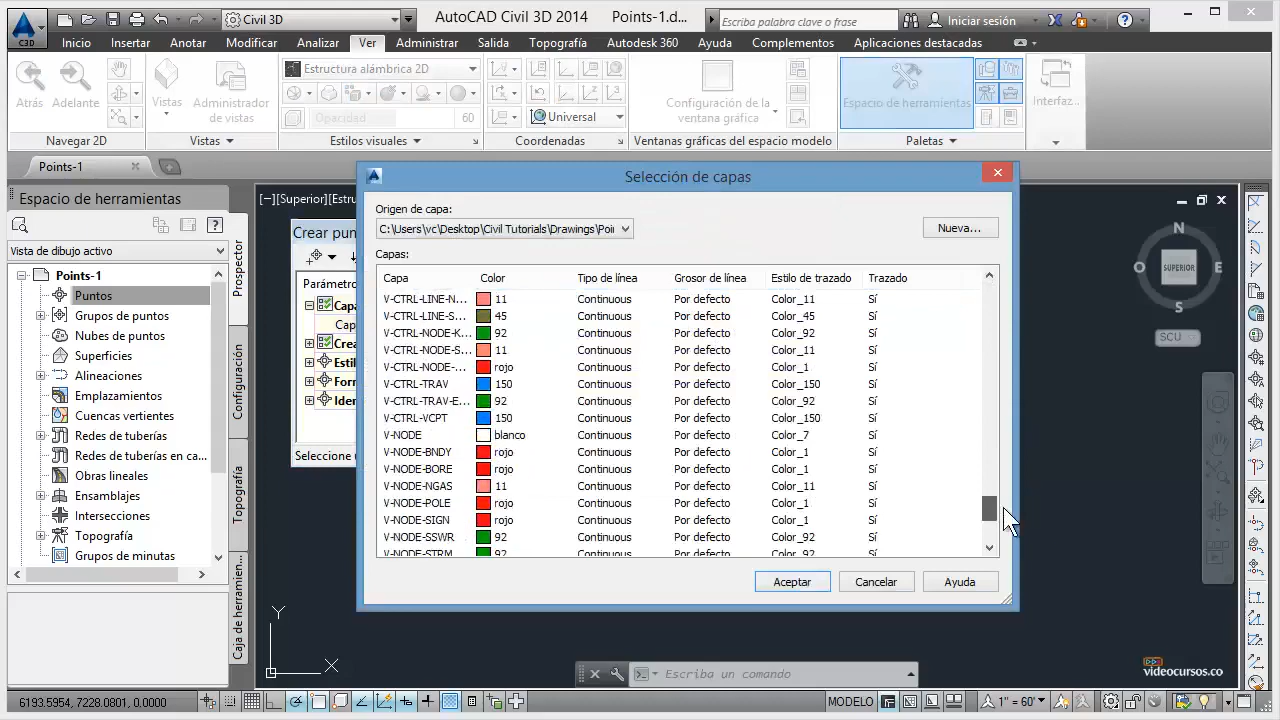 Civil 3D
AutoCAD Civil 3D 2014
Points-1.d...
Escriba palabra clave o frase
Iniciar sesión
C3D
Inicio
Insertar
Anotar
Modificar
Analizar
Ver
Administrar
Salida
Topografía
Autodesk 360
Ayuda
Complementos
Aplicaciones destacadas
Atrás
Adelante
Vistas
Administrador de vistas
Estructura alámbrica 2D
Opacidad 60
Universal
Configuración de la ventana gráfica
Espacio de herramientas
Interfaz...
Navegar 2D
Vistas
Estilos visuales
Coordenadas
Ventanas gráficas del espacio modelo
Paletas
Points-1
Espacio de herramientas
Vista de dibujo activo
Points-1
Puntos
Grupos de puntos
Nubes de puntos
Superficies
Alineaciones
Emplazamientos
Cuencas vertientes
Redes de tuberías
Redes de tuberías en ca...
Obras lineales
Ensamblajes
Intersecciones
Topografía
Grupos de minutas
Prospector
Configuración
Topografía
Caja de herramien...
[−][Superior][Estru
Crear pun
Parámetro
Capa
Cap
Crea
Estil
For
Iden
Seleccione
Selección de capas
Origen de capa:
C:\Users\vc\Desktop\Civil Tutorials\Drawings\Poi
Nueva...
Capas:
Capa Color Tipo de línea Grosor de línea Estilo de trazado Trazado
V-CTRL-LINE-N... 11 Continuous Por defecto Color_11 Sí
V-CTRL-LINE-S... 45 Continuous Por defecto Color_45 Sí
V-CTRL-NODE-K... 92 Continuous Por defecto Color_92 Sí
V-CTRL-NODE-S... 11 Continuous Por defecto Color_11 Sí
V-CTRL-NODE-... rojo Continuous Por defecto Color_1 Sí
V-CTRL-TRAV 150 Continuous Por defecto Color_150 Sí
V-CTRL-TRAV-E... 92 Continuous Por defecto Color_92 Sí
V-CTRL-VCPT 150 Continuous Por defecto Color_150 Sí
V-NODE blanco Continuous Por defecto Color_7 Sí
V-NODE-BNDY rojo Continuous Por defecto Color_1 Sí
V-NODE-BORE rojo Continuous Por defecto Color_1 Sí
V-NODE-NGAS 11 Continuous Por defecto Color_11 Sí
V-NODE-POLE rojo Continuous Por defecto Color_1 Sí
V-NODE-SIGN rojo Continuous Por defecto Color_1 Sí
V-NODE-SSWR 92 Continuous Por defecto Color_92 Sí
V-NODE-STRM 92 Continuous Por defecto Color_92 Sí
Aceptar
Cancelar
Ayuda
N
O SUPERIOR E
S
SCU
Y
X
Escriba un comando
videocursos.co
6193.5954, 7228.0801, 0.0000
MODELO
1" = 60'